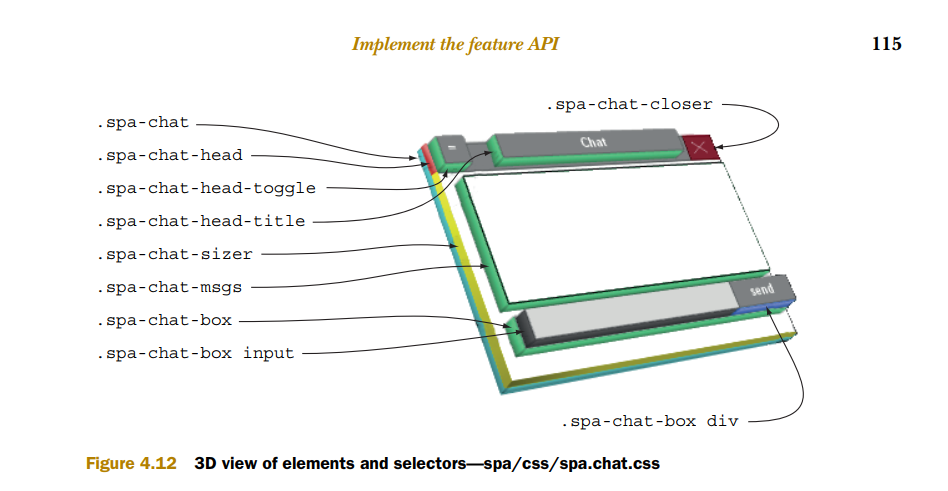 Implement the feature API 115
.spa-chat-closer
.spa-chat
.spa-chat-head
.spa-chat-head-toggle
.spa-chat-head-title
.spa-chat-sizer
.spa-chat-msgs
.spa-chat-box
.spa-chat-box input
=
Chat
X
send
.spa-chat-box div
Figure 4.12 3D view of elements and selectors—spa/css/spa.chat.css